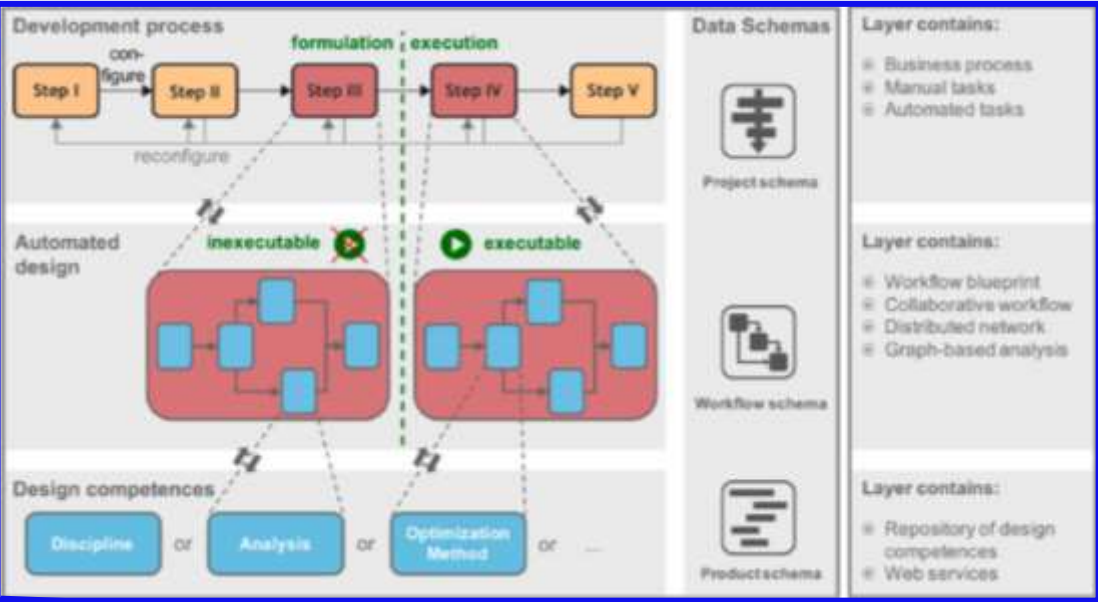 Development process
formulation
execution
con-
figure
Step I
Step II
Step III
Step IV
Step V
reconfigure
Automated
design
inexecutable
executable
Design competences
Discipline
or
Analysis
or
Optimization
Method
or
...
Data Schemas
Project schema
Workflow schema
Product schema
Layer contains:
Business process
Manual tasks
Automated tasks
Layer contains:
Workflow blueprint
Collaborative workflow
Distributed network
Graph-based analysis
Layer contains:
Repository of design
competences
Web services